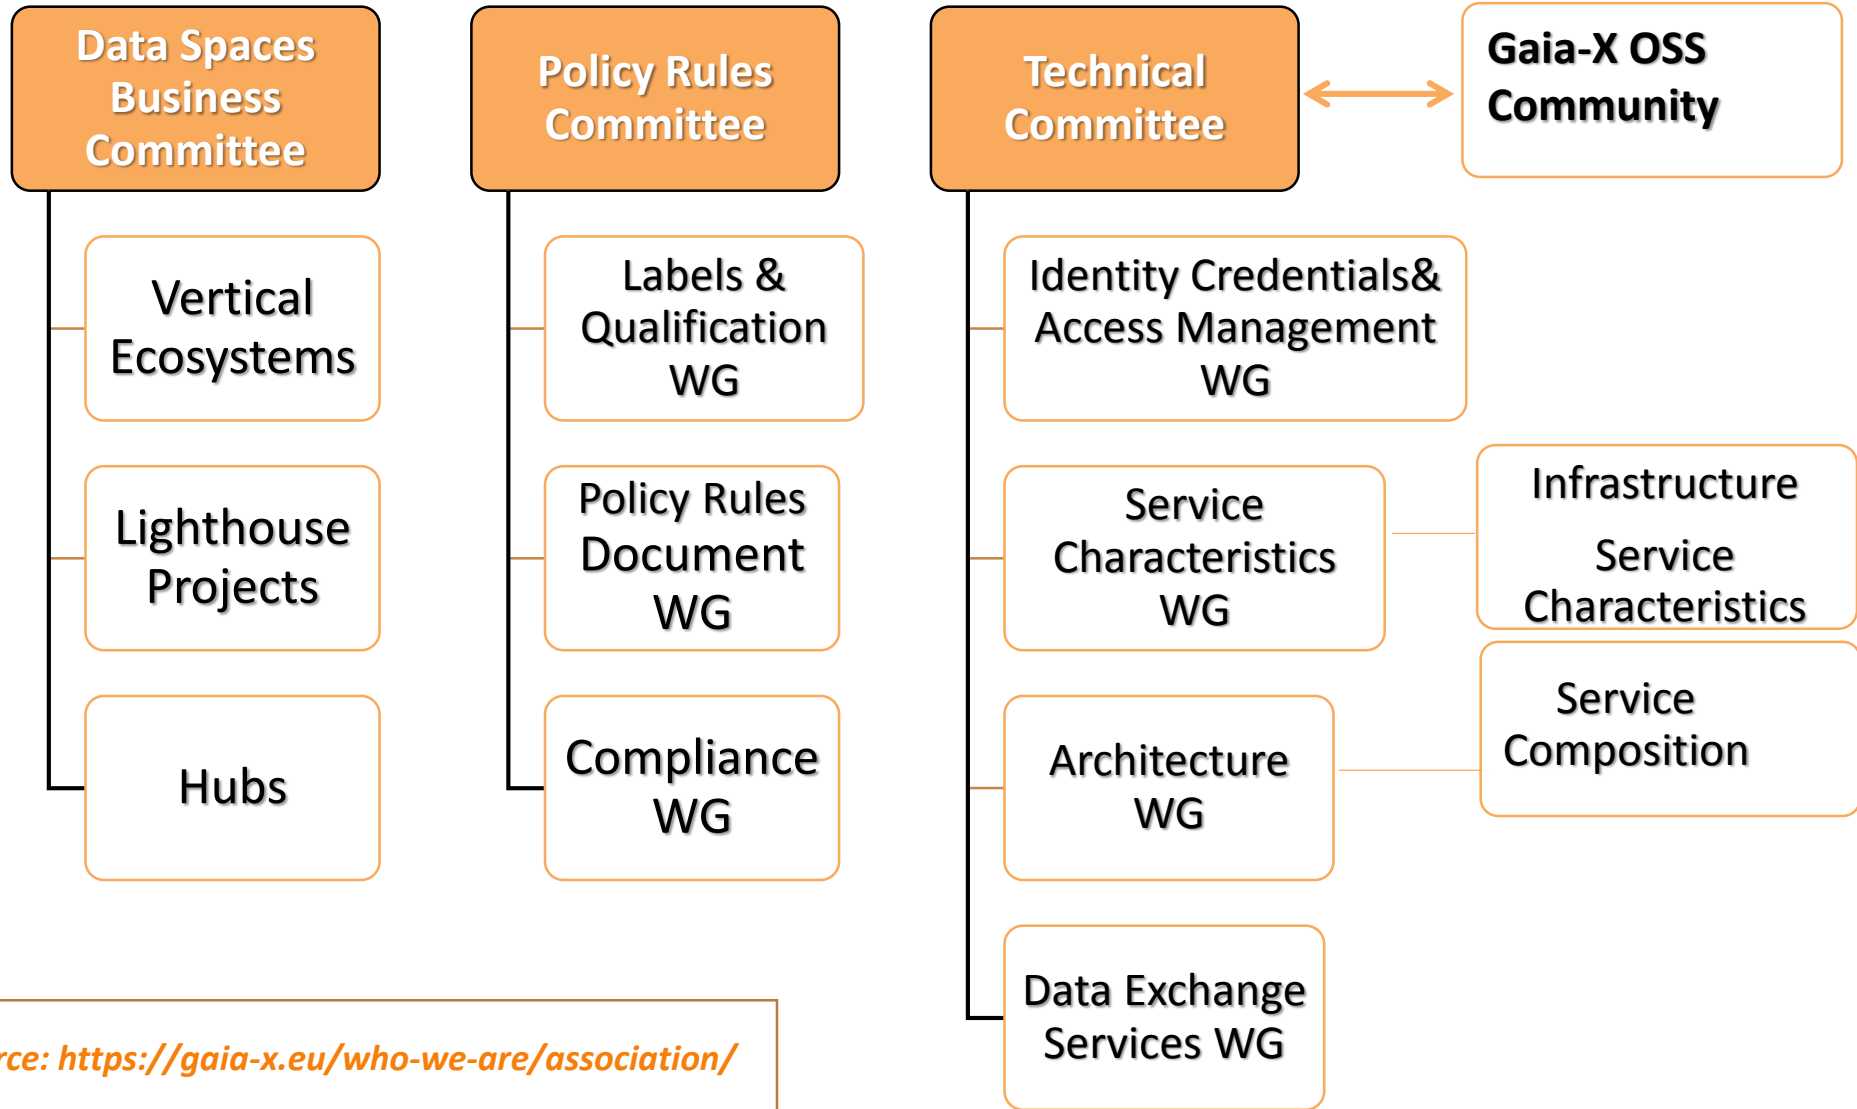 Data Spaces
Business
Committee
Policy Rules
Committee
Technical
Committee
Gaia-X OSS
Community
Vertical
Ecosystems
Lighthouse
Projects
Hubs
Labels &
Qualification
WG
Policy Rules
Document
WG
Compliance
WG
Identity Credentials&
Access Management
WG
Service
Characteristics
WG
Architecture
WG
Data Exchange
Services WG
Infrastructure
Service
Characteristics
Service
Composition
rce: https://gaia-x.eu/who-we-are/association/